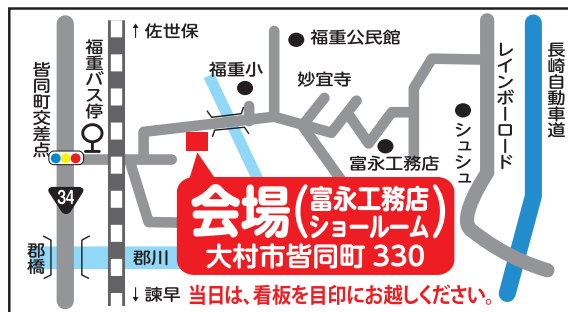 ↑佐世保
福重公民館
福重小
妙宜寺
皆同町交差点
福重バス停
レインボーロード
長崎自動車道
シュシュ
富永工務店
34
会場(富永工務店
ショールーム)
大村市皆同町 330
郡橋
郡川
↓諫早
当日は、看板を目印にお越しください。